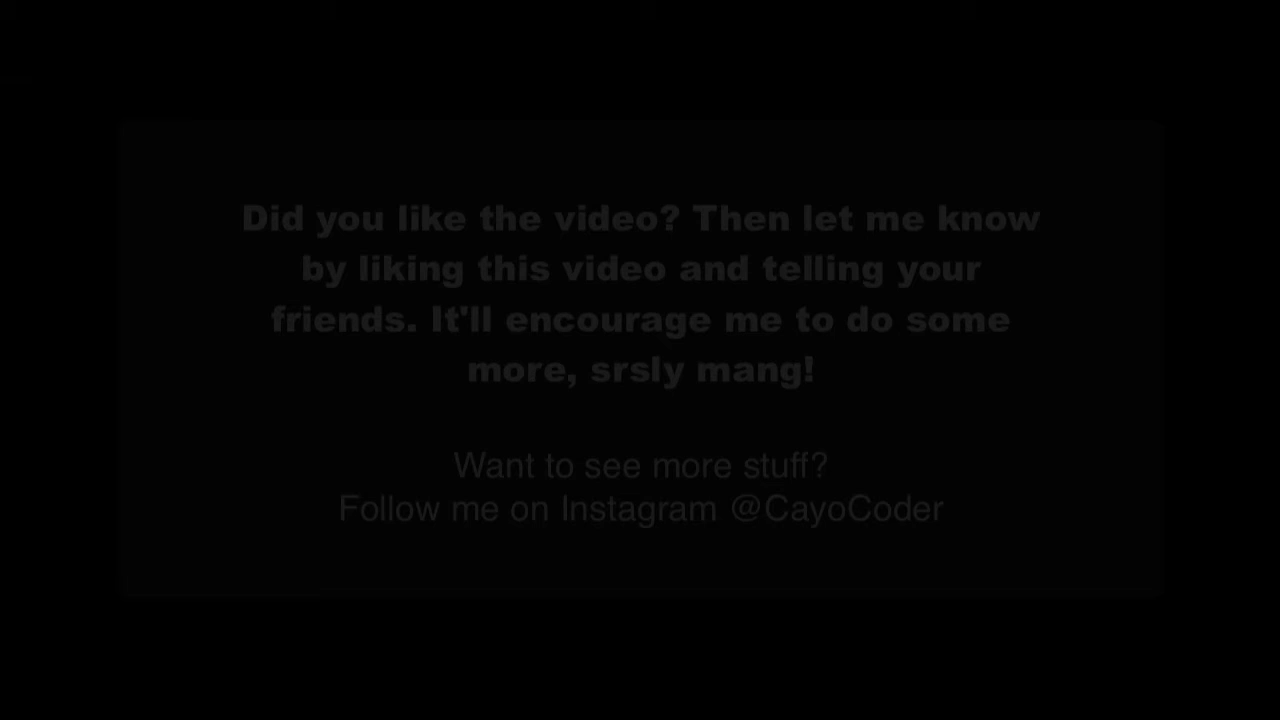 Did you like the video? Then let me know
by liking this video and telling your
friends. It'll encourage me to do some
more, srsly mang!
Want to see more stuff?
Follow me on Instagram @CayoCoder